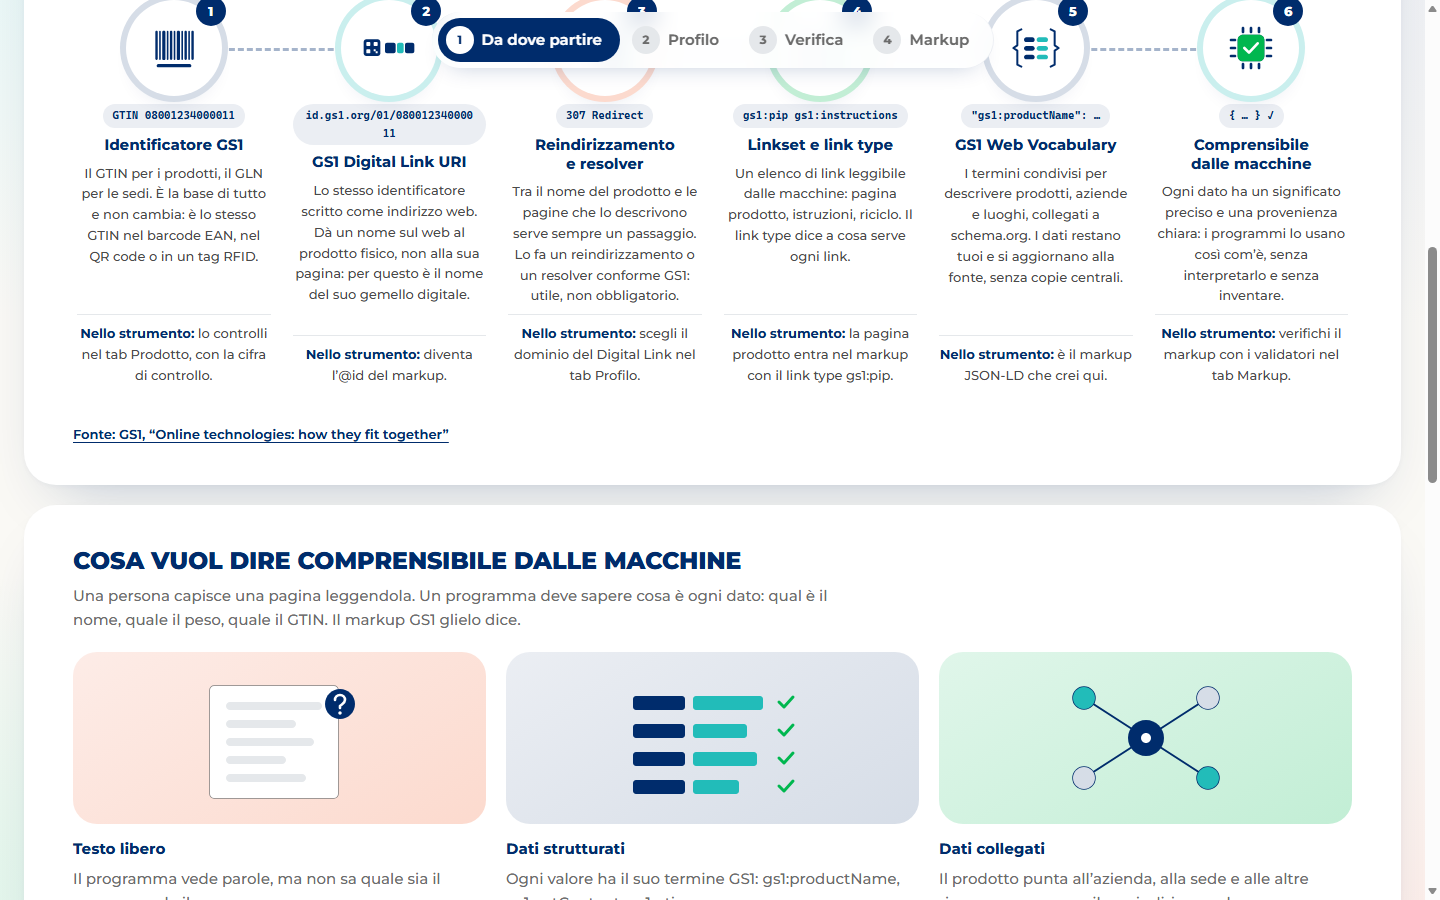 1 2 3 4 5 6
1 Da dove partire 2 Profilo 3 Verifica 4 Markup
GTIN 08001234000011
Identificatore GS1
Il GTIN per i prodotti, il GLN
per le sedi. È la base di tutto
e non cambia: è lo stesso
GTIN nel barcode EAN, nel
QR code o in un tag RFID.
Nello strumento: lo controlli
nel tab Prodotto, con la cifra
di controllo.
id.gs1.org/01/080012340000
11
GS1 Digital Link URI
Lo stesso identificatore
scritto come indirizzo web.
Dà un nome sul web al
prodotto fisico, non alla sua
pagina: per questo è il nome
del suo gemello digitale.
Nello strumento: diventa
l’@id del markup.
307 Redirect
Reindirizzamento
e resolver
Tra il nome del prodotto e le
pagine che lo descrivono
serve sempre un passaggio.
Lo fa un reindirizzamento o
un resolver conforme GS1:
utile, non obbligatorio.
Nello strumento: scegli il
dominio del Digital Link nel
tab Profilo.
gs1:pip gs1:instructions
Linkset e link type
Un elenco di link leggibile
dalle macchine: pagina
prodotto, istruzioni, riciclo. Il
link type dice a cosa serve
ogni link.
Nello strumento: la pagina
prodotto entra nel markup
con il link type gs1:pip.
"gs1:productName": …
GS1 Web Vocabulary
I termini condivisi per
descrivere prodotti, aziende
e luoghi, collegati a
schema.org. I dati restano
tuoi e si aggiornano alla
fonte, senza copie centrali.
Nello strumento: è il markup
JSON-LD che crei qui.
{ … } ✓
Comprensibile
dalle macchine
Ogni dato ha un significato
preciso e una provenienza
chiara: i programmi lo usano
così com’è, senza
interpretarlo e senza
inventare.
Nello strumento: verifichi il
markup con i validatori nel
tab Markup.
Fonte: GS1, “Online technologies: how they fit together”
COSA VUOL DIRE COMPRENSIBILE DALLE MACCHINE
Una persona capisce una pagina leggendola. Un programma deve sapere cosa è ogni dato: qual è il
nome, quale il peso, quale il GTIN. Il markup GS1 glielo dice.
?
Testo libero
Il programma vede parole, ma non sa quale sia il
Dati strutturati
Ogni valore ha il suo termine GS1: gs1:productName,
Dati collegati
Il prodotto punta all’azienda, alla sede e alle altre